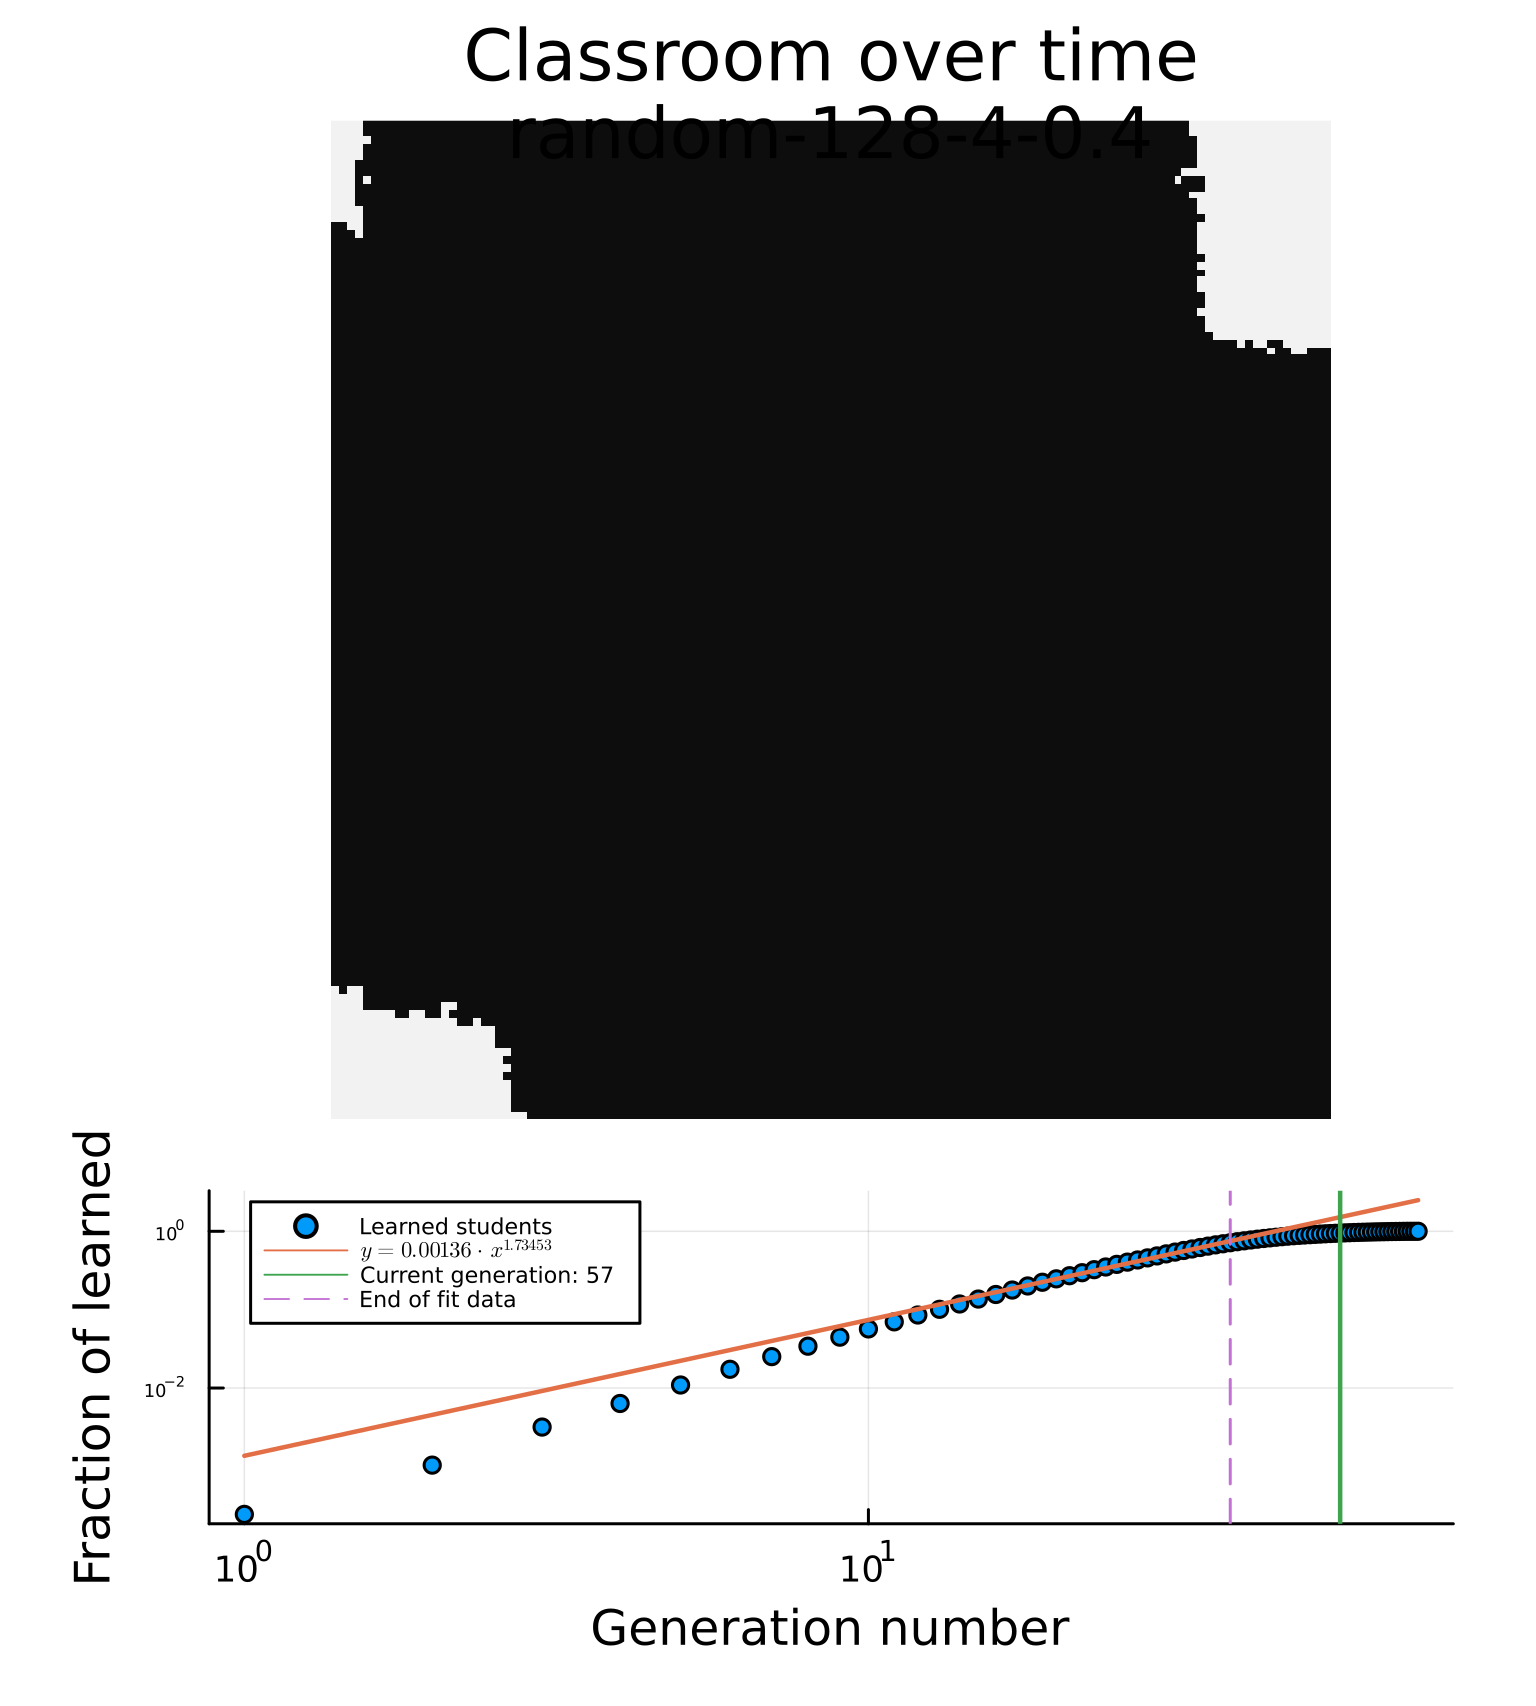 Classroom over time
random-128-4-0.4
Fraction of learned
10⁰
10⁻²
Learned students
y = 0.00136 · x^1.73453
Current generation: 57
End of fit data
10⁰
10¹
Generation number